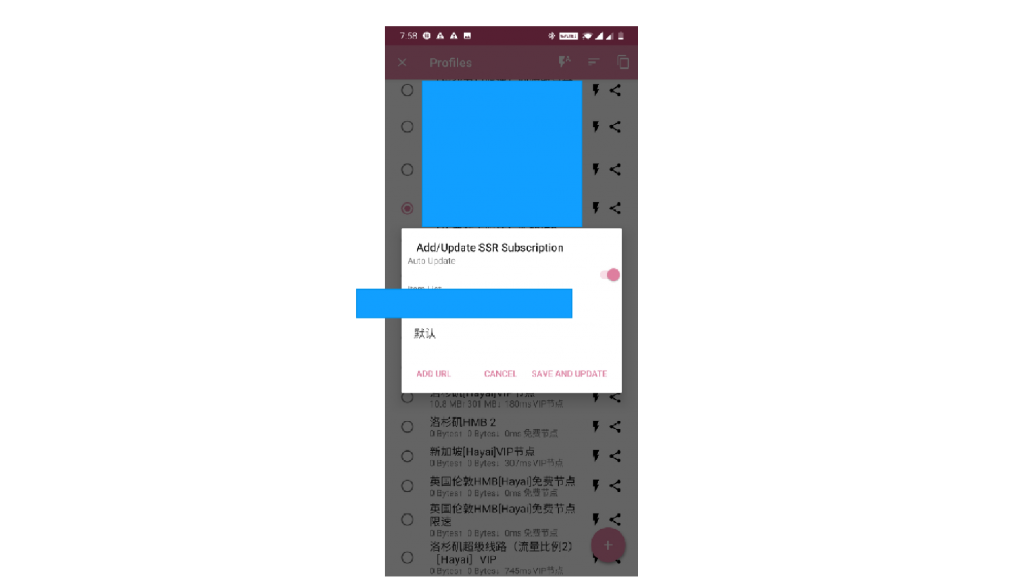 7:58
Profiles
Add/Update SSR Subscription
Auto Update
Item List
默认
ADD URL CANCEL SAVE AND UPDATE
洛杉矶[Hayai]VIP节点
10.8 MB↑ 301 MB↓ 180ms VIP节点
洛杉矶HMB 2
0 Bytes↑ 0 Bytes↓ 0ms 免费节点
新加坡[Hayai]VIP节点
0 Bytes↑ 0 Bytes↓ 307ms VIP节点
英国伦敦HMB[Hayai]免费节点
0 Bytes↑ 0 Bytes↓ 0ms 免费节点
英国伦敦HMB[Hayai]免费节点
限速
0 Bytes↑ 0 Bytes↓ 0ms 免费节点
洛杉矶超级线路（流量比例2）
［Hayai］VIP
0 Bytes↑ 0 Bytes↓ 745ms VIP节点